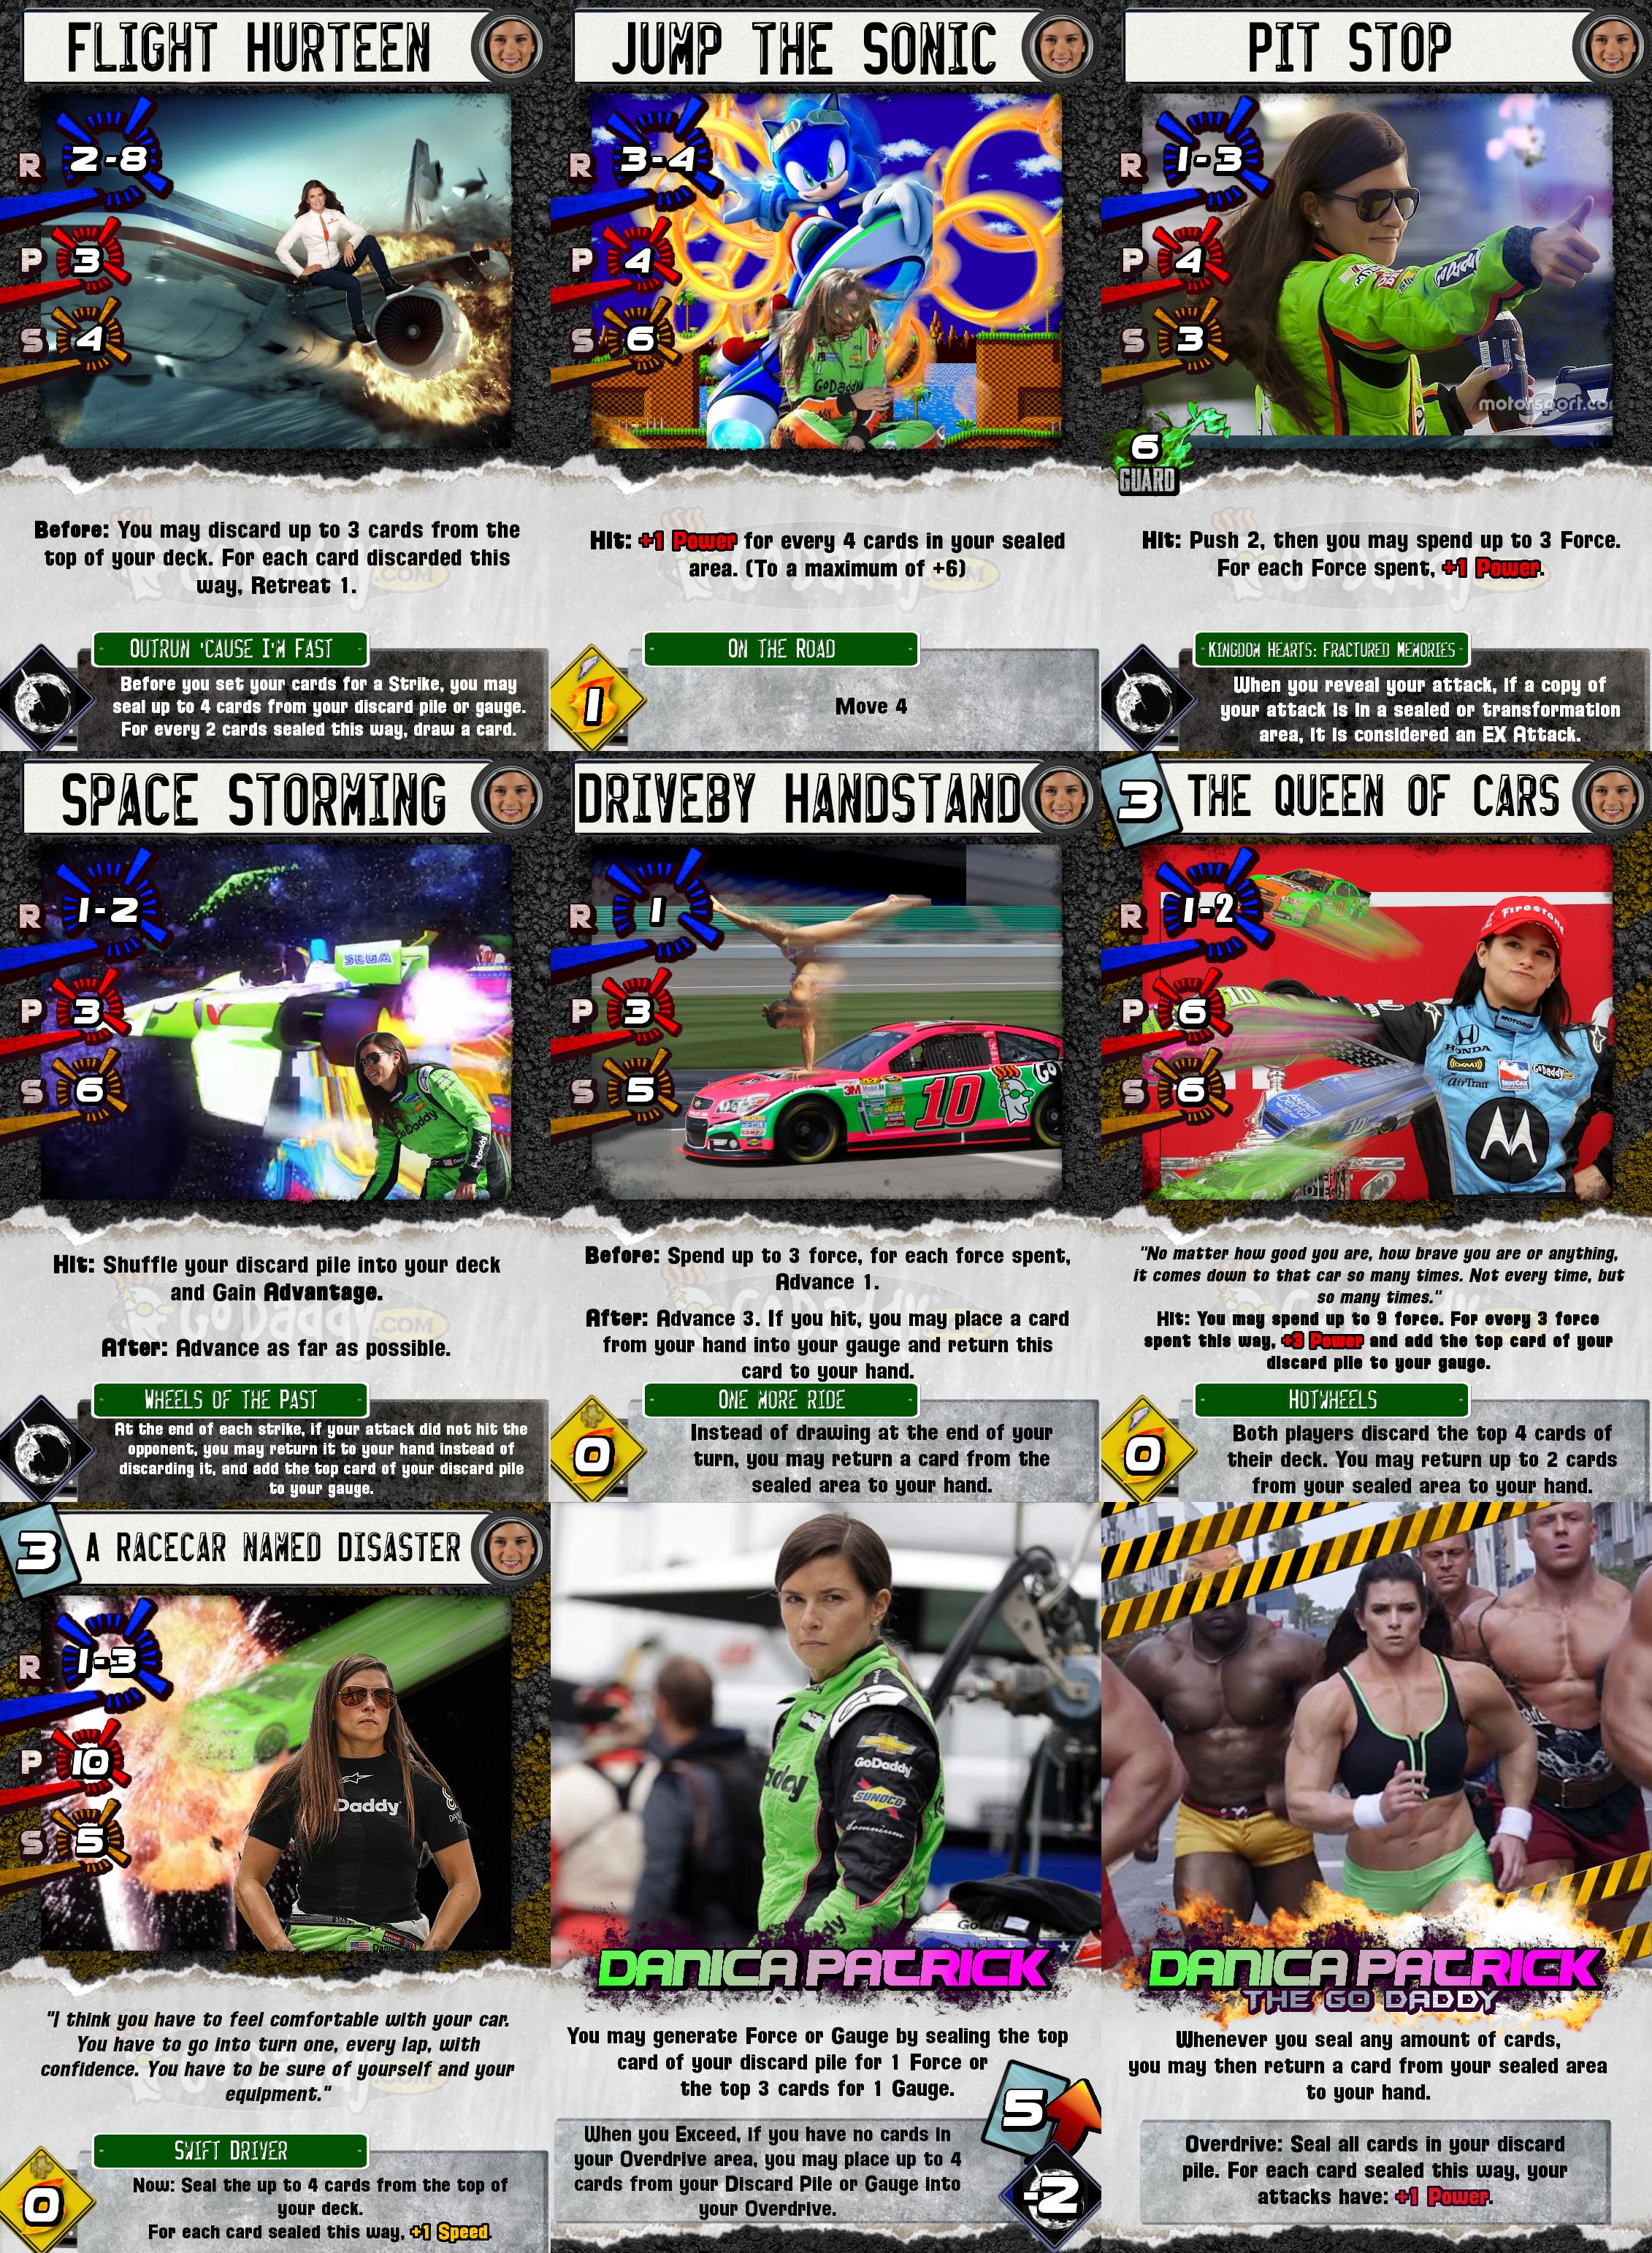 FLIGHT HURTEEN
R 2-8
P 3
S 4
Before: You may discard up to 3 cards from the
top of your deck. For each card discarded this
way, Retreat 1.
OUTRUN 'CAUSE I'M FAST
Before you set your cards for a Strike, you may
seal up to 4 cards from your discard pile or gauge.
For every 2 cards sealed this way, draw a card.
JUMP THE SONIC
R 3-4
P 4
S 6
GoDaddy
Hit: +1 Power for every 4 cards in your sealed
area. (To a maximum of +6)
ON THE ROAD
1
Move 4
PIT STOP
R 1-3
P 4
S 3
GoDaddy
motorsport.co
6
GUARD
Hit: Push 2, then you may spend up to 3 Force.
For each Force spent, +1 Power.
KINGDOM HEARTS: FRACTURED MEMORIES
When you reveal your attack, if a copy of
your attack is in a sealed or transformation
area, it is considered an EX Attack.
SPACE STORMING
R 1-2
P 3
S 6
SEGA
GoDaddy
Hit: Shuffle your discard pile into your deck
and Gain Advantage.
GoDaddy.COM
After: Advance as far as possible.
WHEELS OF THE PAST
At the end of each strike, if your attack did not hit the
opponent, you may return it to your hand instead of
discarding it, and add the top card of your discard pile
to your gauge.
DRIVEBY HANDSTAND
R 1
P 3
S 5
3M
10
Go
Before: Spend up to 3 force, for each force spent,
Advance 1.
After: Advance 3. If you hit, you may place a card
from your hand into your gauge and return this
card to your hand.
ONE MORE RIDE
0
Instead of drawing at the end of your
turn, you may return a card from the
sealed area to your hand.
3
THE QUEEN OF CARS
R 1-2
P 6
S 6
Firestone
10
MOTOROLA
HONDA
AirTran
INDYCAR
GoDaddy
Aspen
Dental
"No matter how good you are, how brave you are or anything,
it comes down to that car so many times. Not every time, but
so many times."
Hit: You may spend up to 9 force. For every 3 force
spent this way, +3 Power and add the top card of your
discard pile to your gauge.
HOTWHEELS
0
Both players discard the top 4 cards of
their deck. You may return up to 2 cards
from your sealed area to your hand.
3
A RACECAR NAMED DISASTER
R 1-3
P 10
S 5
Daddy
"I think you have to feel comfortable with your car.
You have to go into turn one, every lap, with
confidence. You have to be sure of yourself and your
equipment."
SWIFT DRIVER
0
Now: Seal the up to 4 cards from the top of
your deck.
For each card sealed this way, +1 Speed.
GoDaddy
SUNOCO
DANICA PATRICK
You may generate Force or Gauge by sealing the top
card of your discard pile for 1 Force or
the top 3 cards for 1 Gauge.
5
When you Exceed, if you have no cards in
your Overdrive area, you may place up to 4
cards from your Discard Pile or Gauge into
your Overdrive.
-2
DANICA PATRICK
THE GO DADDY
Whenever you seal any amount of cards,
you may then return a card from your sealed area
to your hand.
Overdrive: Seal all cards in your discard
pile. For each card sealed this way, your
attacks have: +1 Power.